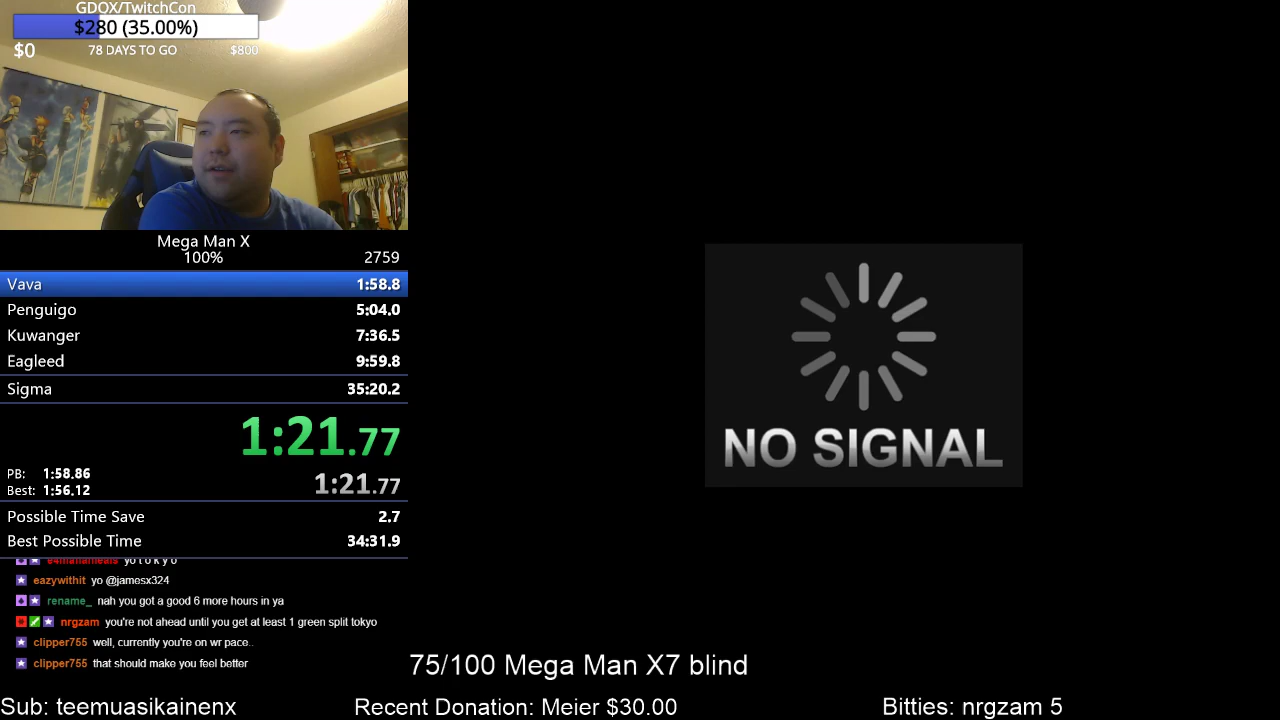 GDOX/TwitchCon
$280 (35.00%)
$0 78 DAYS TO GO $800
Mega Man X
100% 2759
Vava 1:58.8
Penguigo 5:04.0
Kuwanger 7:36.5
Eagleed 9:59.8
Sigma 35:20.2
1:21.77
PB: 1:58.86
Best: 1:56.12
1:21.77
Possible Time Save 2.7
Best Possible Time 34:31.9
yo t o k y o
eazywithit yo @jamesx324
rename_ nah you got a good 6 more hours in ya
nrgzam you're not ahead until you get at least 1 green split tokyo
clipper755 well, currently you're on wr pace..
clipper755 that should make you feel better
NO SIGNAL
75/100 Mega Man X7 blind
Sub: teemuasikainenx Recent Donation: Meier $30.00 Bitties: nrgzam 5